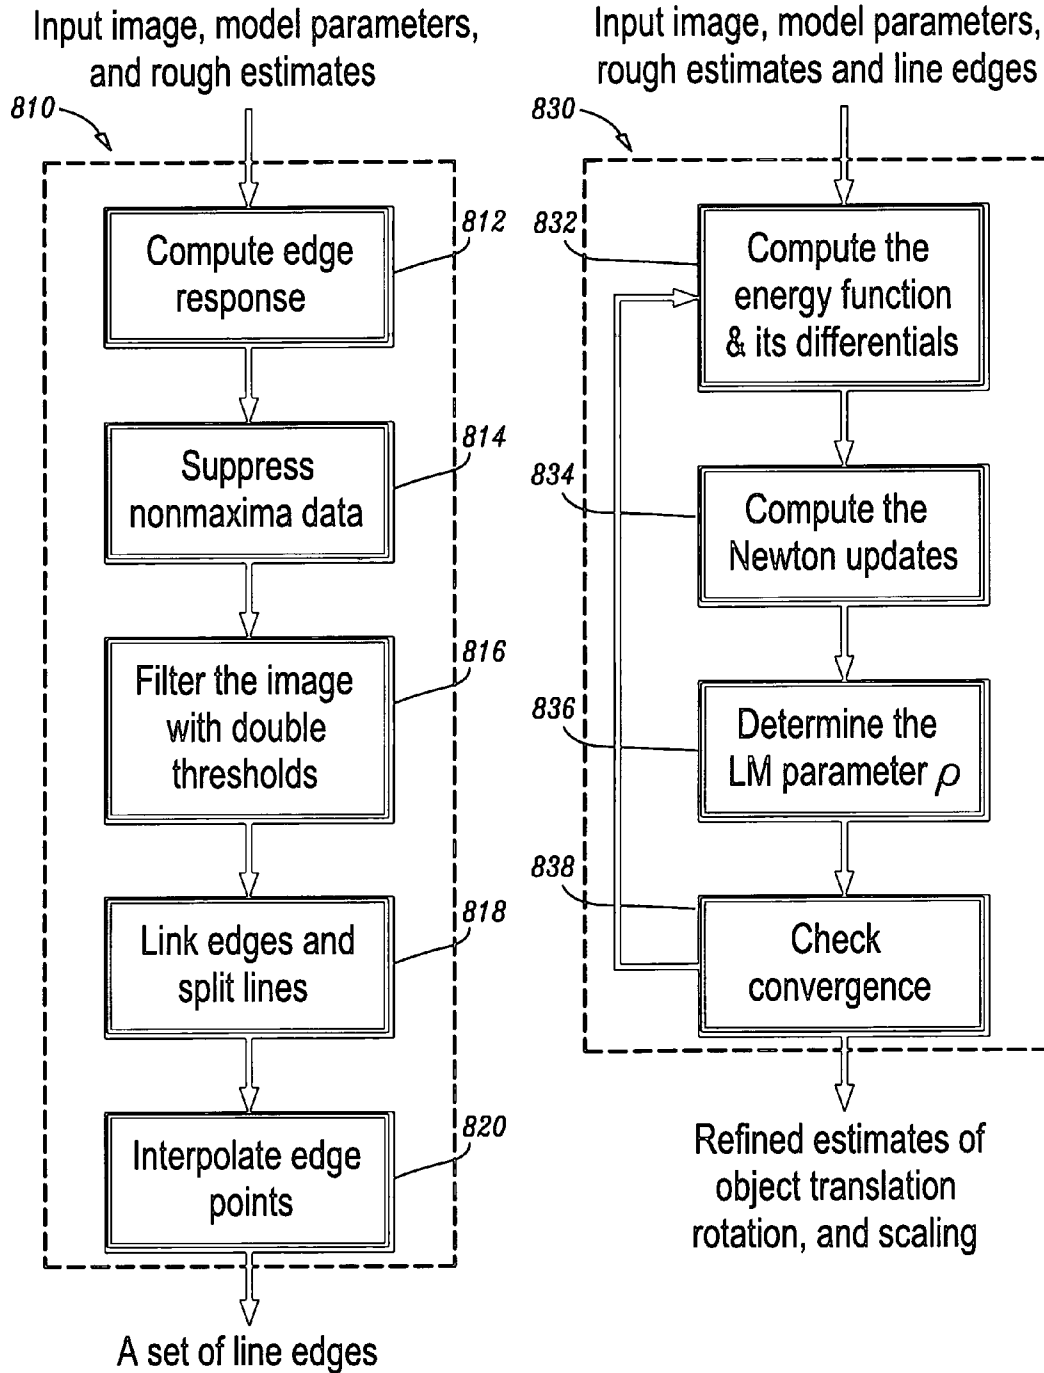 Input image, model parameters,
and rough estimates
810
Compute edge
response
812
Suppress
nonmaxima data
814
Filter the image
with double
thresholds
816
Link edges and
split lines
818
Interpolate edge
points
820
A set of line edges
Input image, model parameters,
rough estimates and line edges
830
832
Compute the
energy function
& its differentials
834
Compute the
Newton updates
836
Determine the
LM parameter ρ
838
Check
convergence
Refined estimates of
object translation
rotation, and scaling